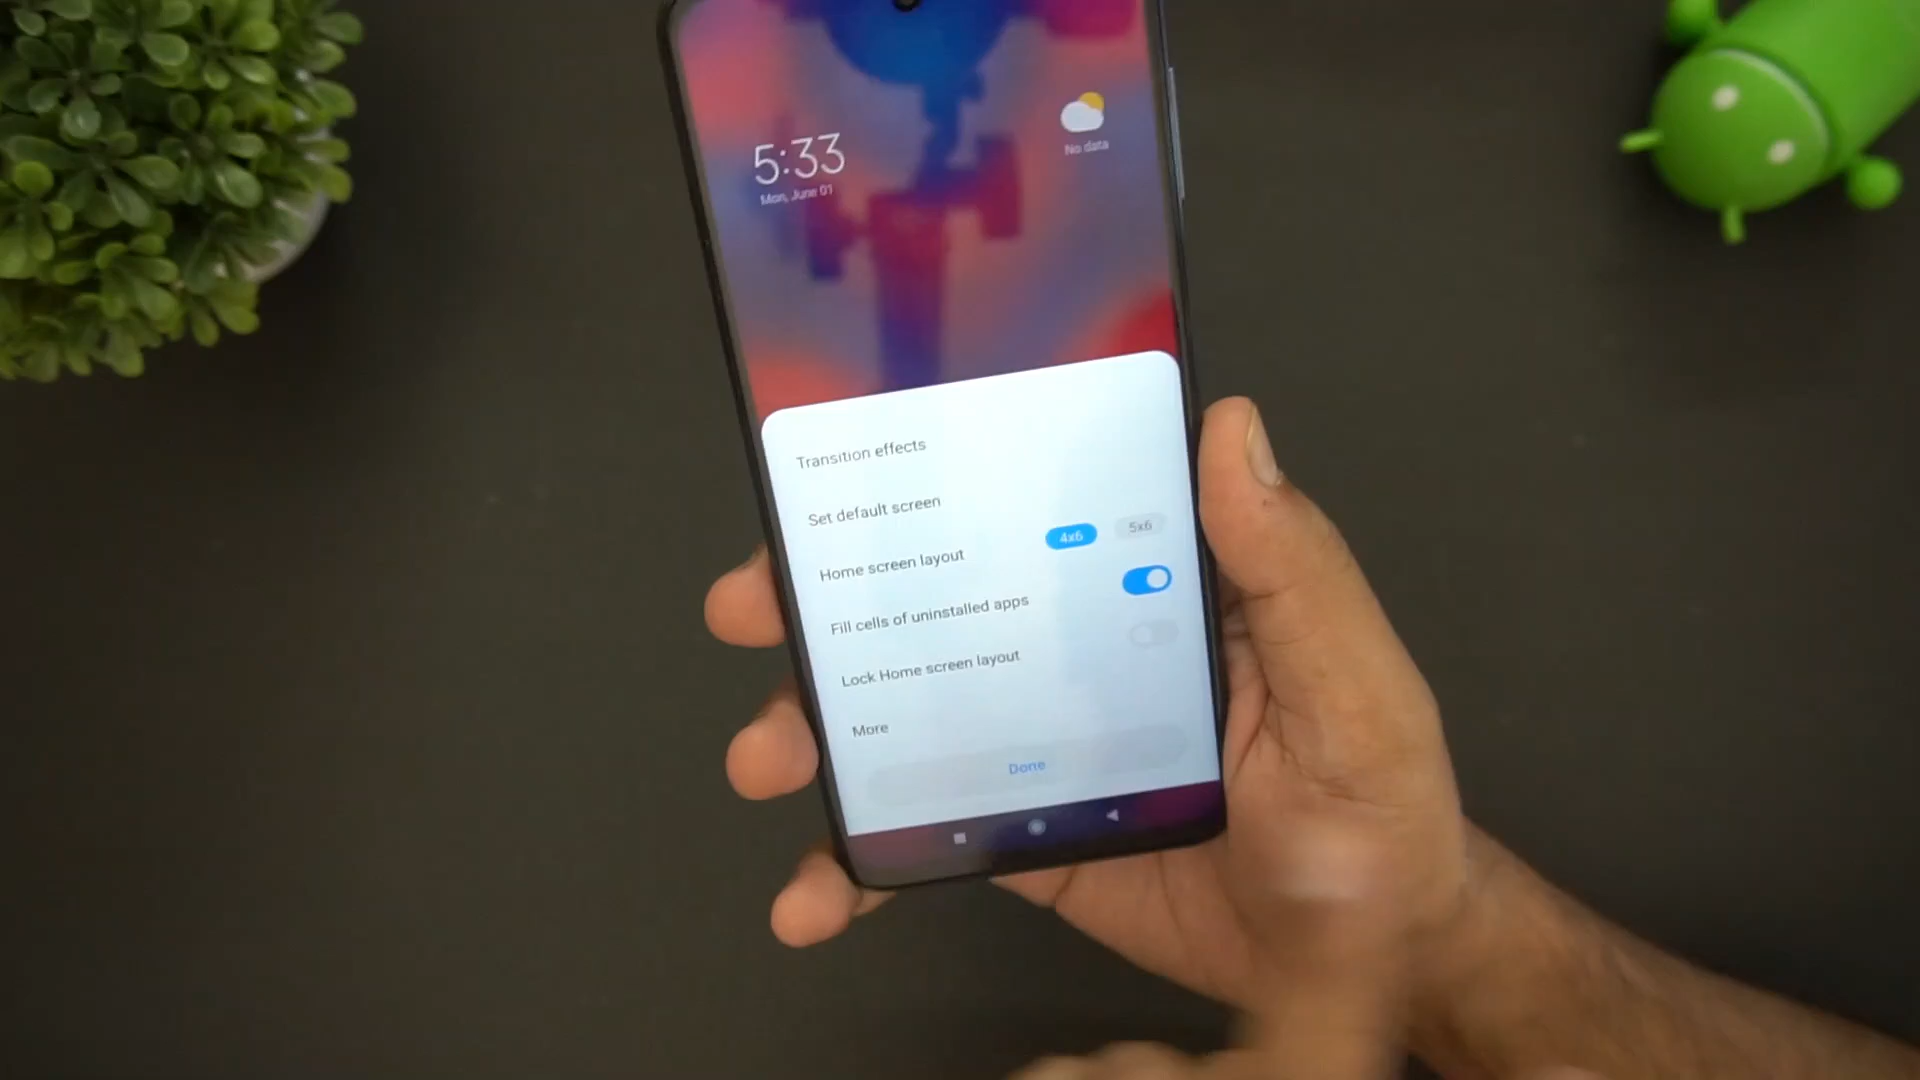 5:33
Mon, June 01
No data
Transition effects
Set default screen
Home screen layout
4x6
5x6
Fill cells of uninstalled apps
Lock Home screen layout
More
Done